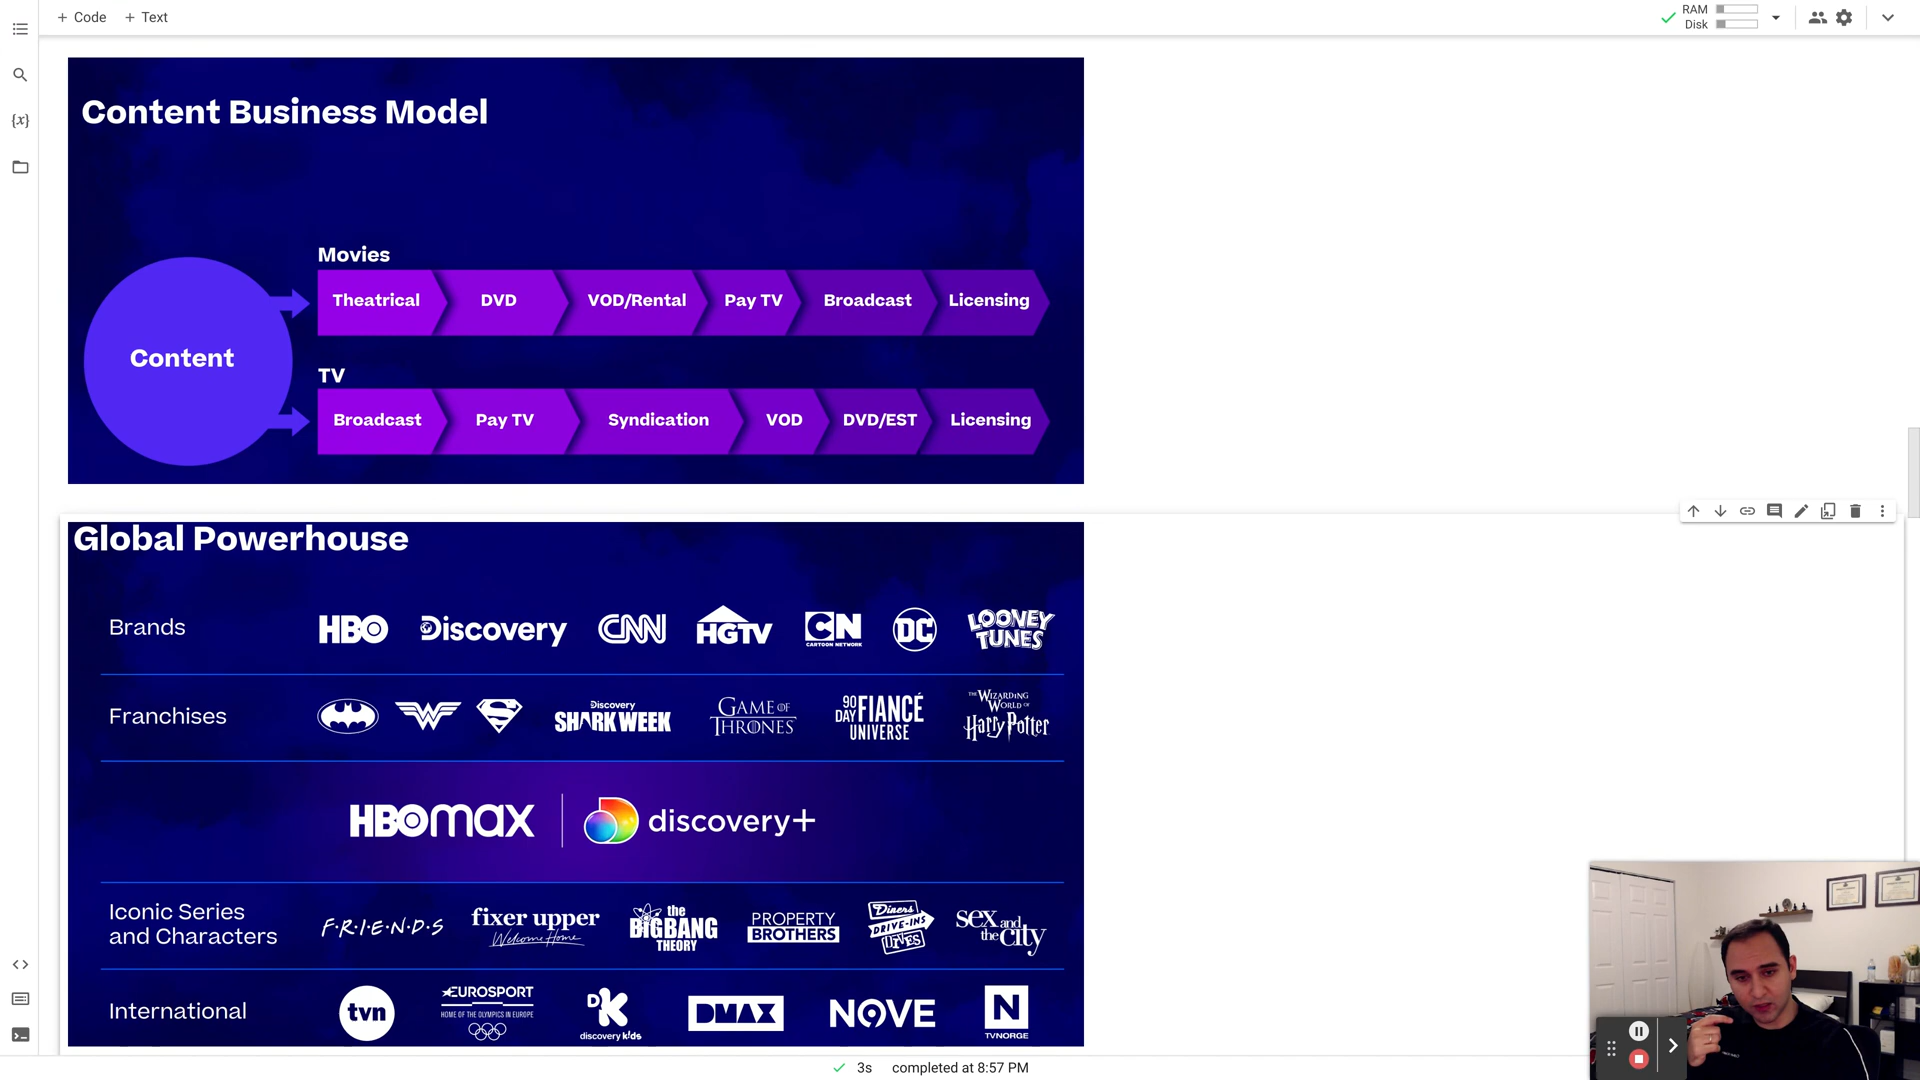 + Code + Text
RAM
Disk
{x}
Content Business Model
Movies
Theatrical DVD VOD/Rental Pay TV Broadcast Licensing
Content
TV
Broadcast Pay TV Syndication VOD DVD/EST Licensing
Global Powerhouse
Brands HBO Discovery CNN HGTV CN CARTOON NETWORK DC LOONEY TUNES
Franchises Discovery SHARK WEEK GAME OF THRONES 90 DAY FIANCÉ UNIVERSE THE WIZARDING WORLD OF Harry Potter
HBOmax discovery+
Iconic Series
and Characters
F·R·I·E·N·D·S fixer upper Welcome Home the BIG BANG THEORY PROPERTY BROTHERS Diners DRIVE-INS DIVES SEX and the city
International tvn EUROSPORT HOME OF THE OLYMPICS IN EUROPE DK discovery kids DMAX NOVE N TVNORGE
3s completed at 8:57 PM